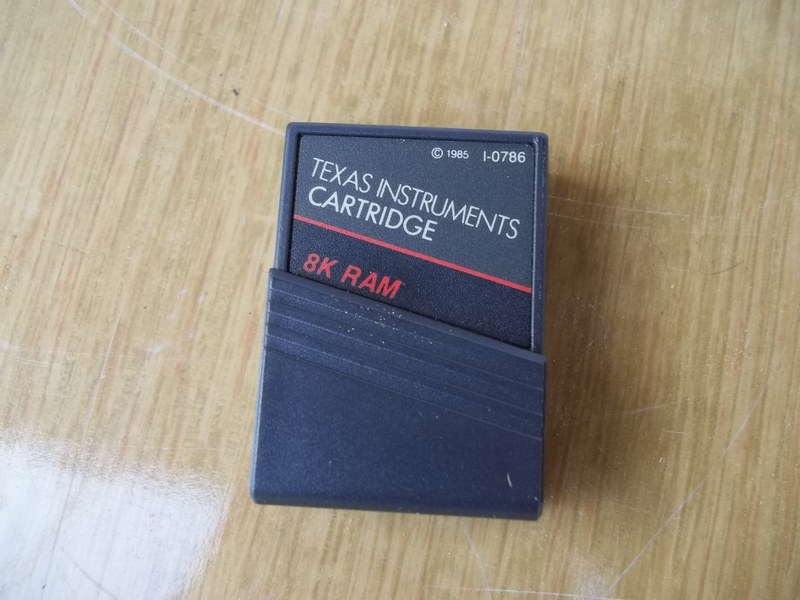 © 1985 I-0786
TEXAS INSTRUMENTS
CARTRIDGE
8K RAM